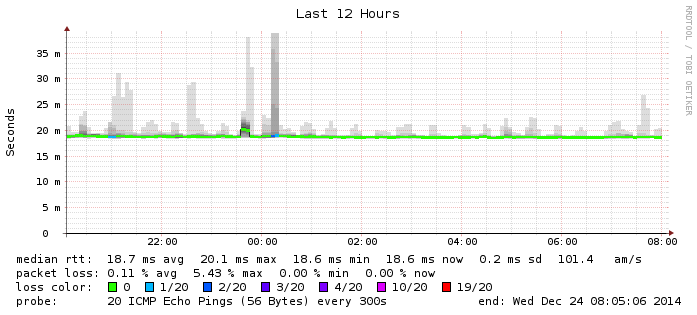 Last 12 Hours
RRDTOOL / TOBI OETIKER
Seconds
35 m
30 m
25 m
20 m
15 m
10 m
5 m
0
22:00 00:00 02:00 04:00 06:00 08:00
median rtt: 18.7 ms avg 20.1 ms max 18.6 ms min 18.6 ms now 0.2 ms sd 101.4 am/s
packet loss: 0.11 % avg 5.43 % max 0.00 % min 0.00 % now
loss color: 0 1/20 2/20 3/20 4/20 10/20 19/20
probe: 20 ICMP Echo Pings (56 Bytes) every 300s end: Wed Dec 24 08:05:06 2014